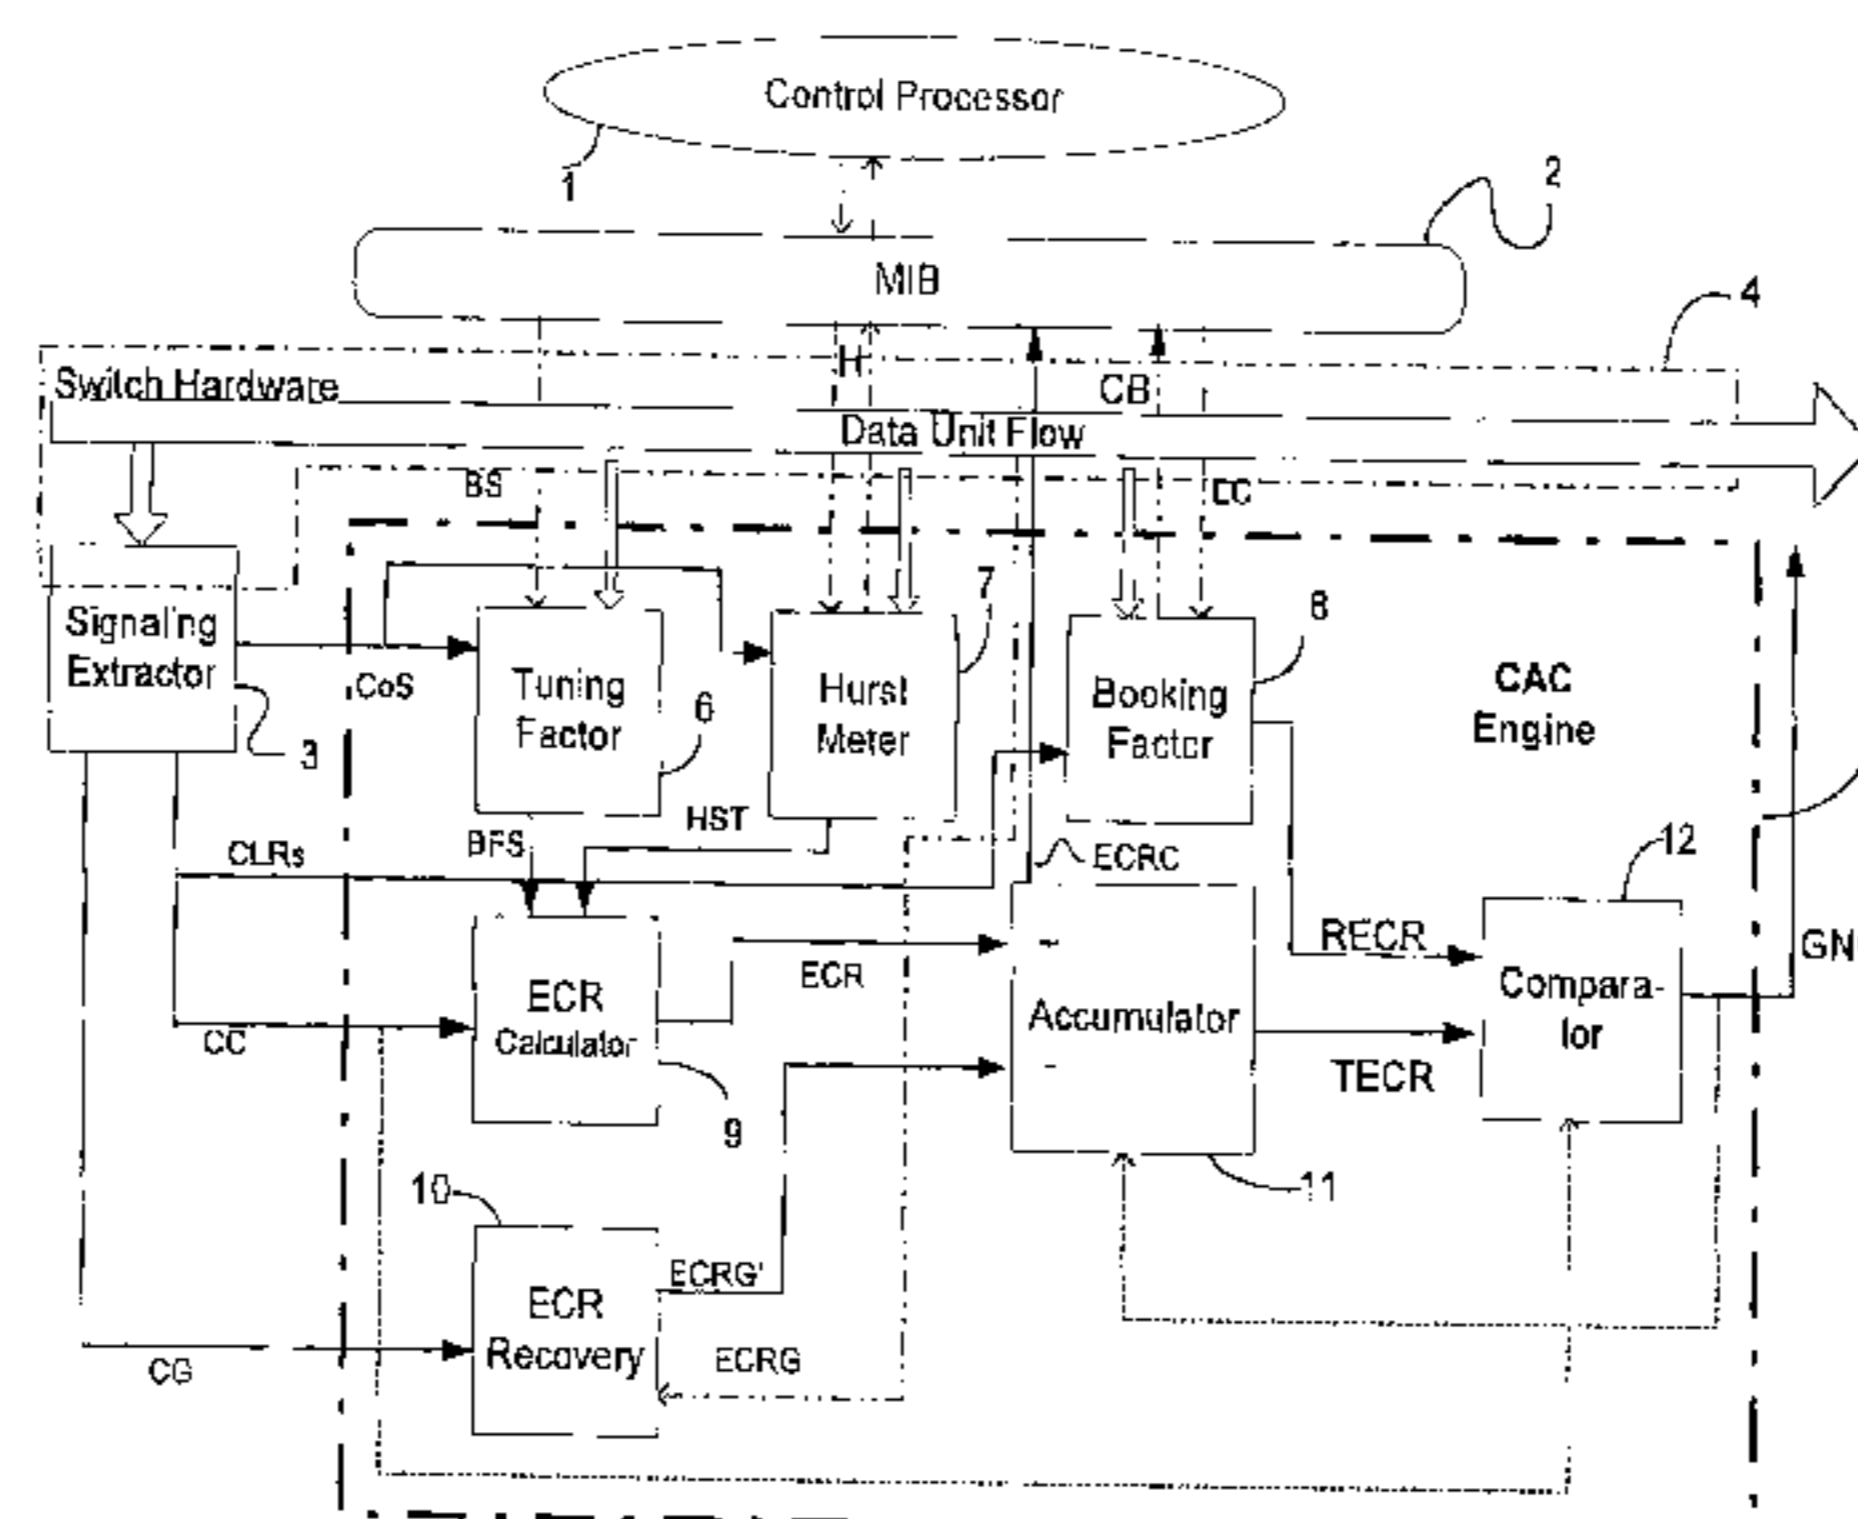 Control Processor
1
2
MIB
4
H
Switch Hardware
CB
Data Unit Flow
BS
EC
7
8
Signaling
Extractor
CoS
Tuning
Factor
6
Hurst
Meter
Booking
Factor
CAC
Engine
3
HST
BFS
CLRs
ECRC
12
RECR
GN
ECR
ECR
Calculator
Accumulator
Compara-
tor
CC
-
TECR
9
10
11
ECRG'
ECR
Recovery
ECRG
CG